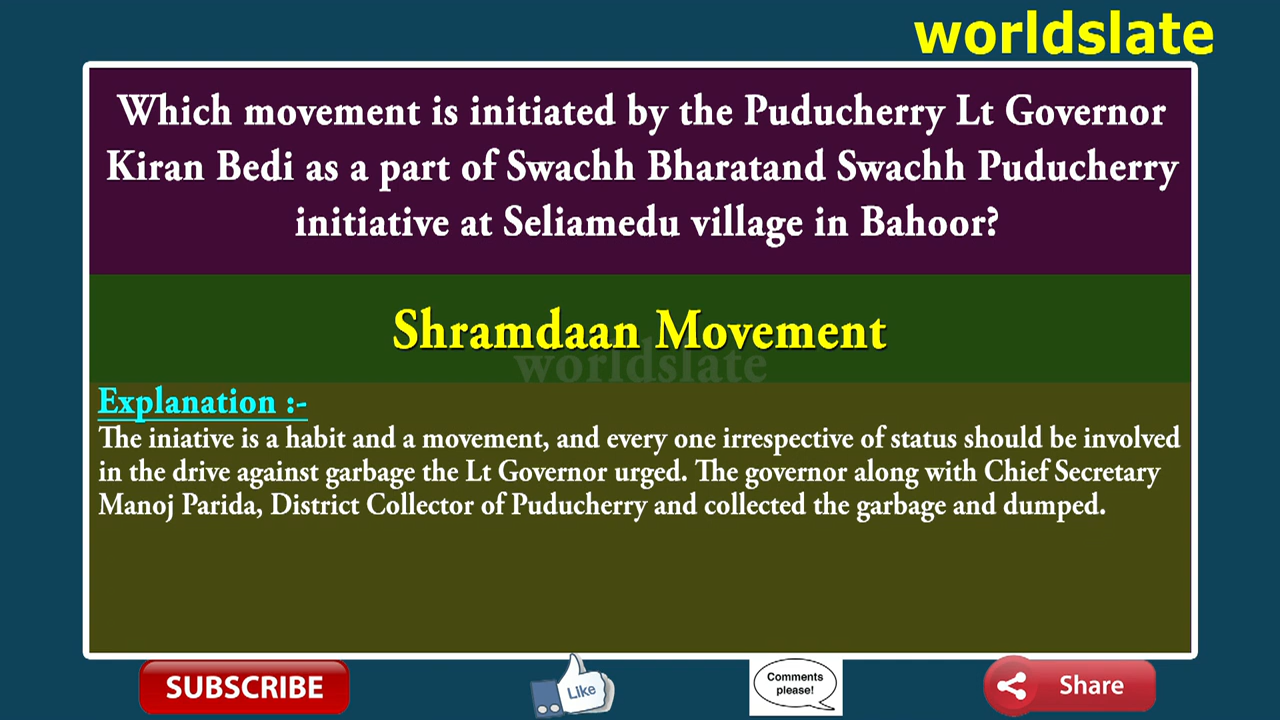 worldslate
Which movement is initiated by the Puducherry Lt Governor
Kiran Bedi as a part of Swachh Bharatand Swachh Puducherry
initiative at Seliamedu village in Bahoor?
Shramdaan Movement
worldslate
Explanation :-
The iniative is a habit and a movement, and every one irrespective of status should be involved
in the drive against garbage the Lt Governor urged. The governor along with Chief Secretary
Manoj Parida, District Collector of Puducherry and collected the garbage and dumped.
SUBSCRIBE
Like
Comments
please!
Share